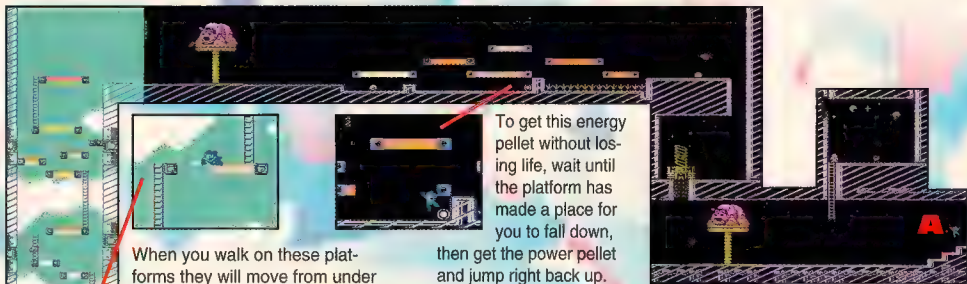 When you walk on these plat-
forms they will move from under
To get this energy
pellet without los-
ing life, wait until
the platform has
made a place for
you to fall down,
then get the power pellet
and jump right back up.
A